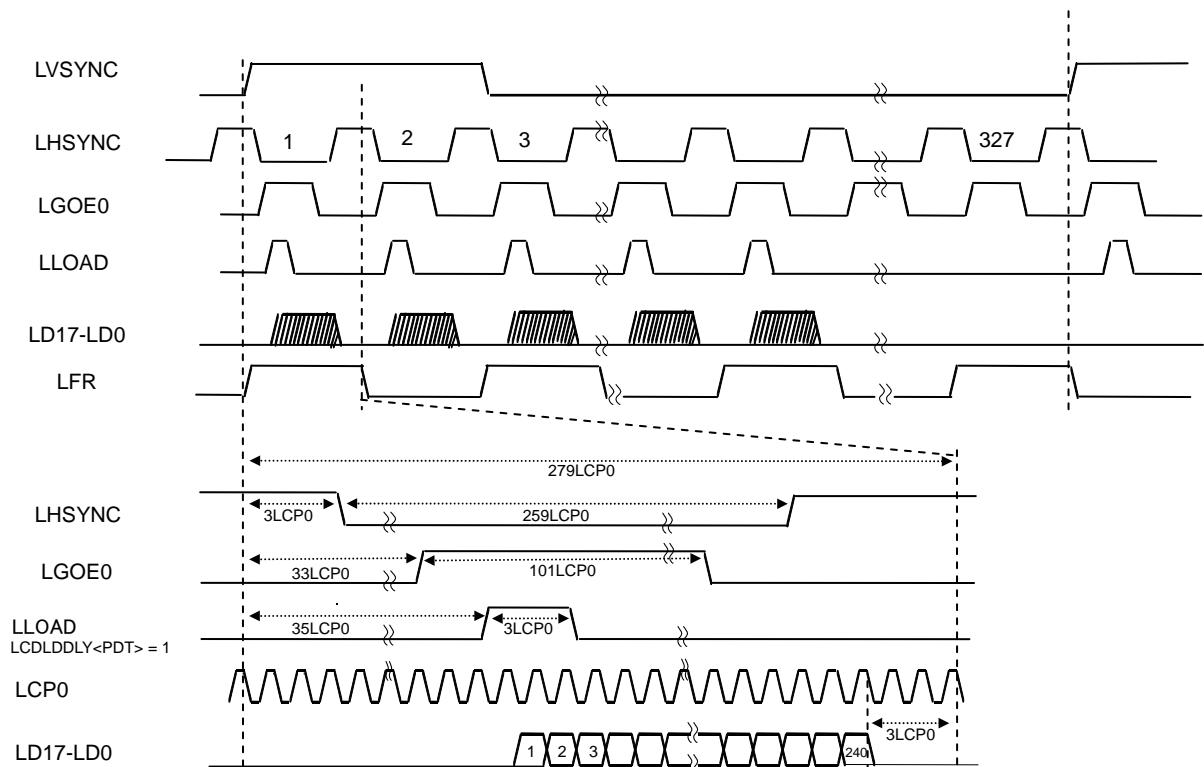 LVSYNC
LHSYNC
1 2 3 327
LGOE0
LLOAD
LD17-LD0
LFR
279LCP0
LHSYNC
3LCP0 259LCP0
LGOE0
33LCP0 101LCP0
LLOAD
LCDLDDLY<PDT> = 1
35LCP0 3LCP0
LCP0
3LCP0
LD17-LD0
1 2 3 240